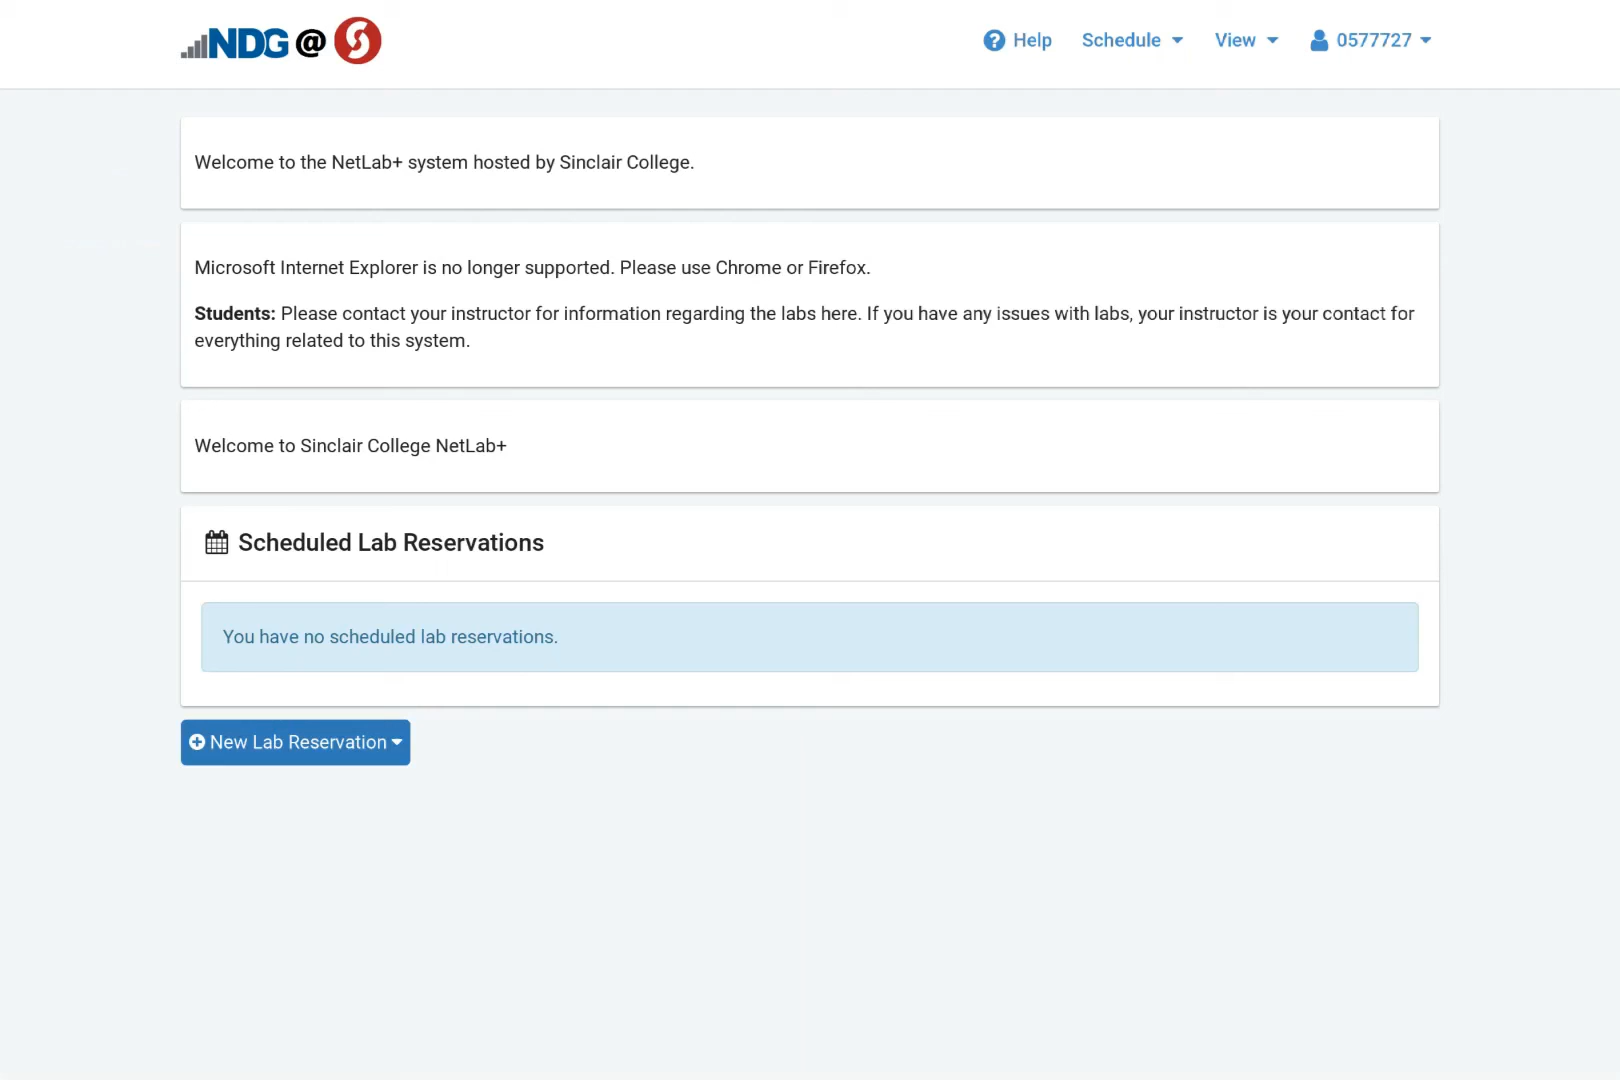 NDG @ S
Help
Schedule
View
0577727
Welcome to the NetLab+ system hosted by Sinclair College.
Microsoft Internet Explorer is no longer supported. Please use Chrome or Firefox.
Students: Please contact your instructor for information regarding the labs here. If you have any issues with labs, your instructor is your contact for
everything related to this system.
Welcome to Sinclair College NetLab+
Scheduled Lab Reservations
You have no scheduled lab reservations.
New Lab Reservation